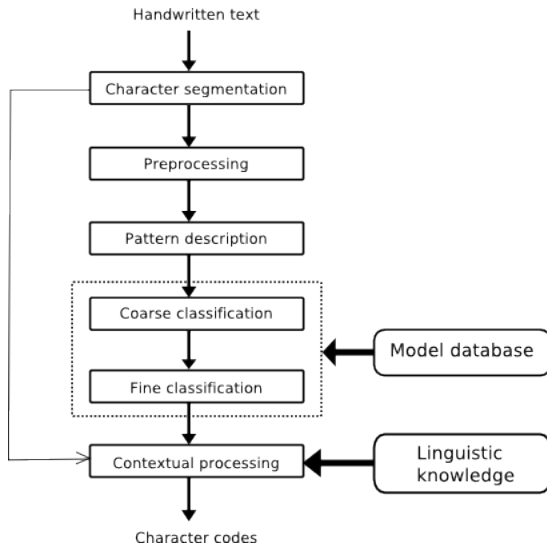 Handwritten text
Character segmentation
Preprocessing
Pattern description
Coarse classification
Model database
Fine classification
Contextual processing
Linguistic
knowledge
Character codes